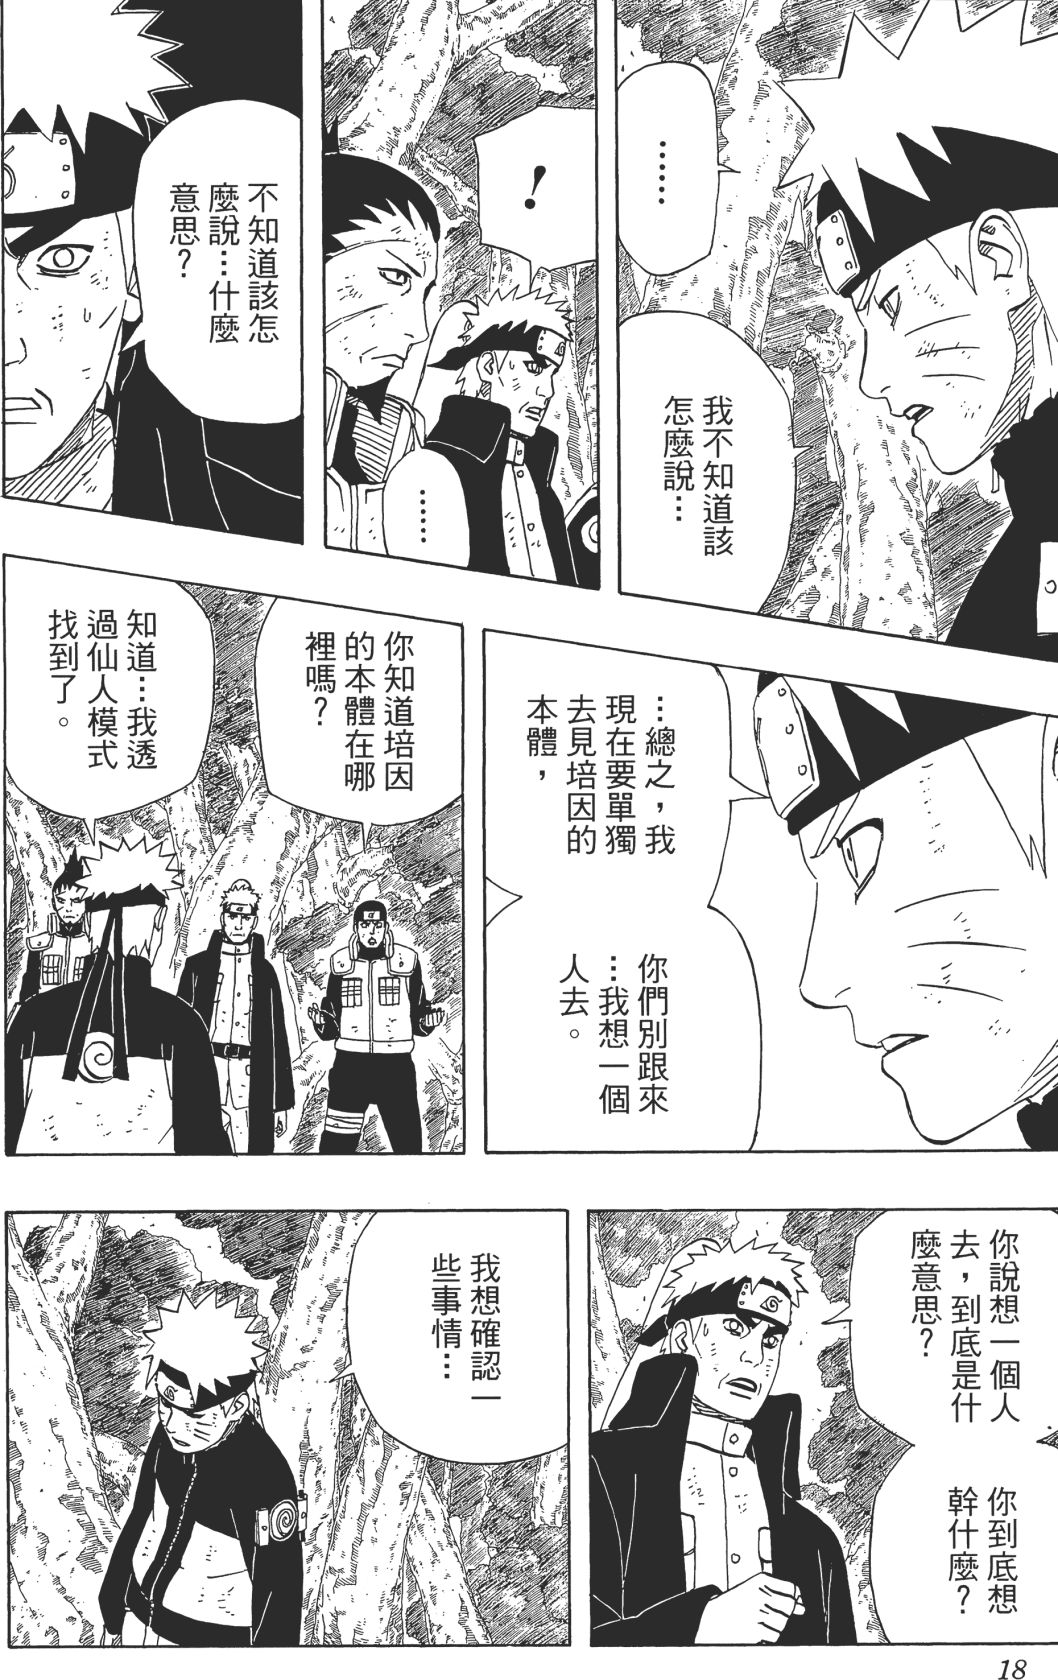 ……
我不知道該
怎麼說…
！
……
不知道該怎
麼說…什麼
意思？
…總之，我
現在要單獨
去見培因的
本體，
你們別跟來
…我想一個
人去。
你知道培因
的本體在哪
裡嗎？
知道…我透
過仙人模式
找到了。
你說想一個人
去，到底是什
麼意思？
你到底想
幹什麼？
我想確認一
些事情…
18